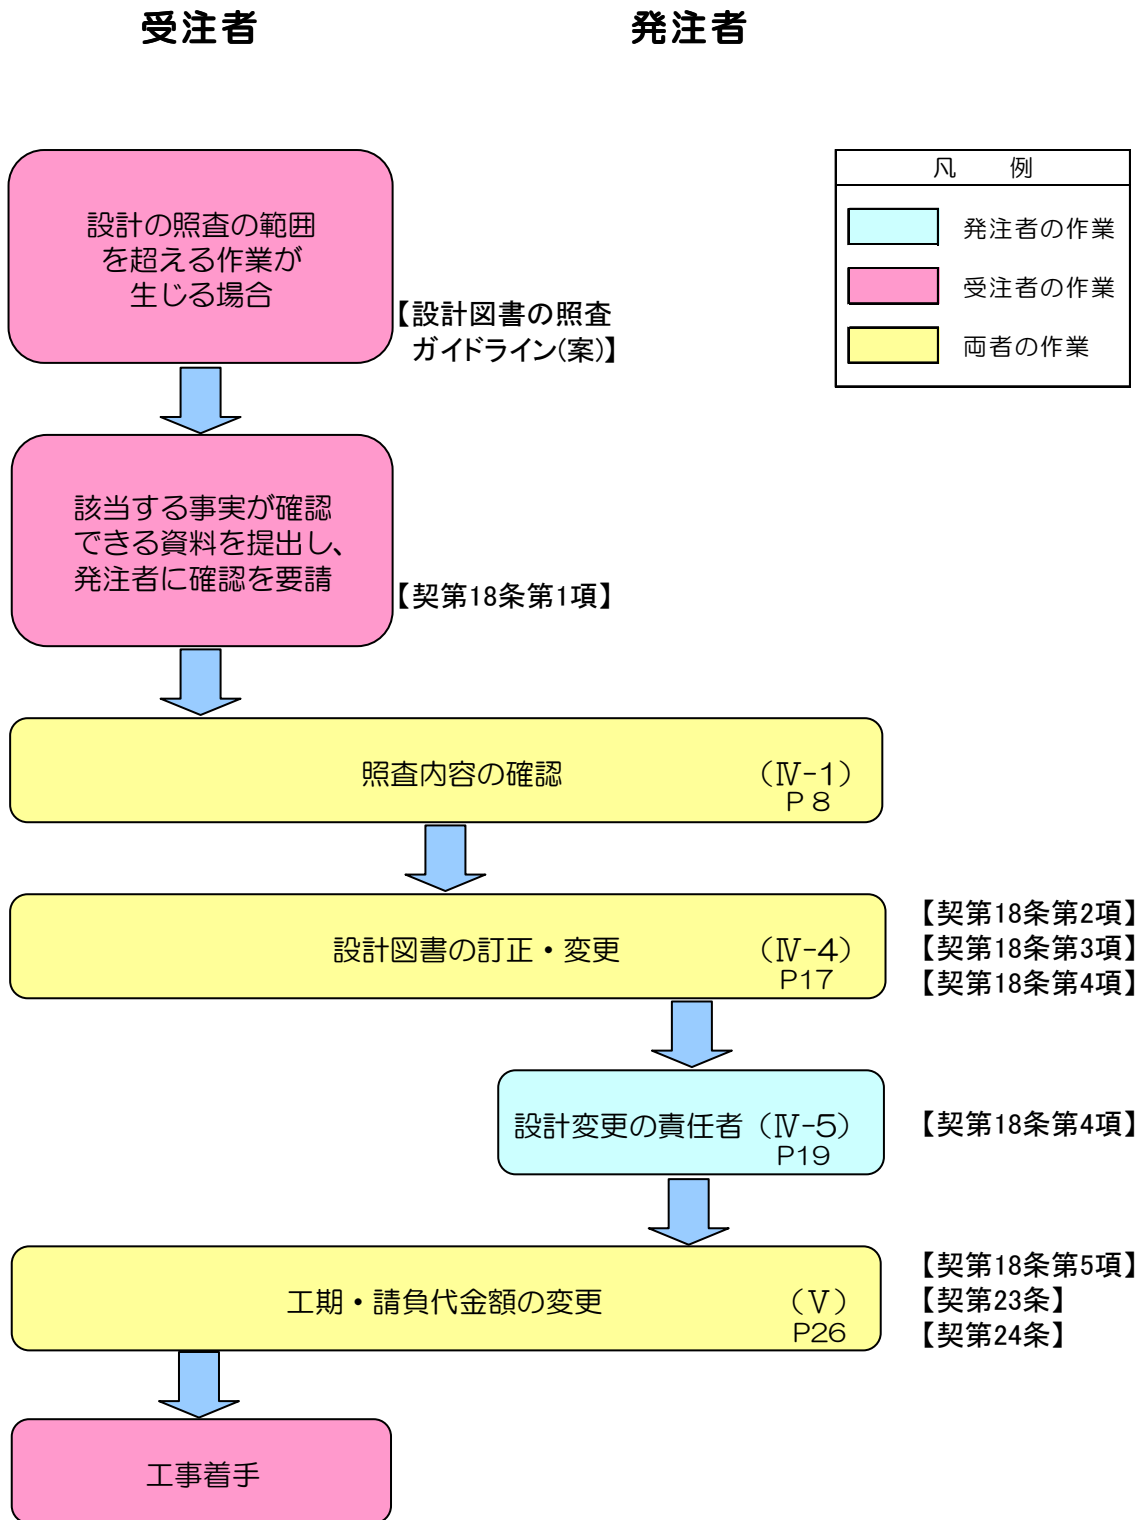 受注者
発注者
凡　例
発注者の作業
受注者の作業
両者の作業
設計の照査の範囲
を超える作業が
生じる場合
【設計図書の照査
ガイドライン(案)】
該当する事実が確認
できる資料を提出し、
発注者に確認を要請
【契第18条第1項】
照査内容の確認 （Ⅳ-1）
P 8
設計図書の訂正・変更 （Ⅳ-4）
P17
【契第18条第2項】
【契第18条第3項】
【契第18条第4項】
設計変更の責任者（Ⅳ-5）
P19
【契第18条第4項】
工期・請負代金額の変更 （Ⅴ）
P26
【契第18条第5項】
【契第23条】
【契第24条】
工事着手